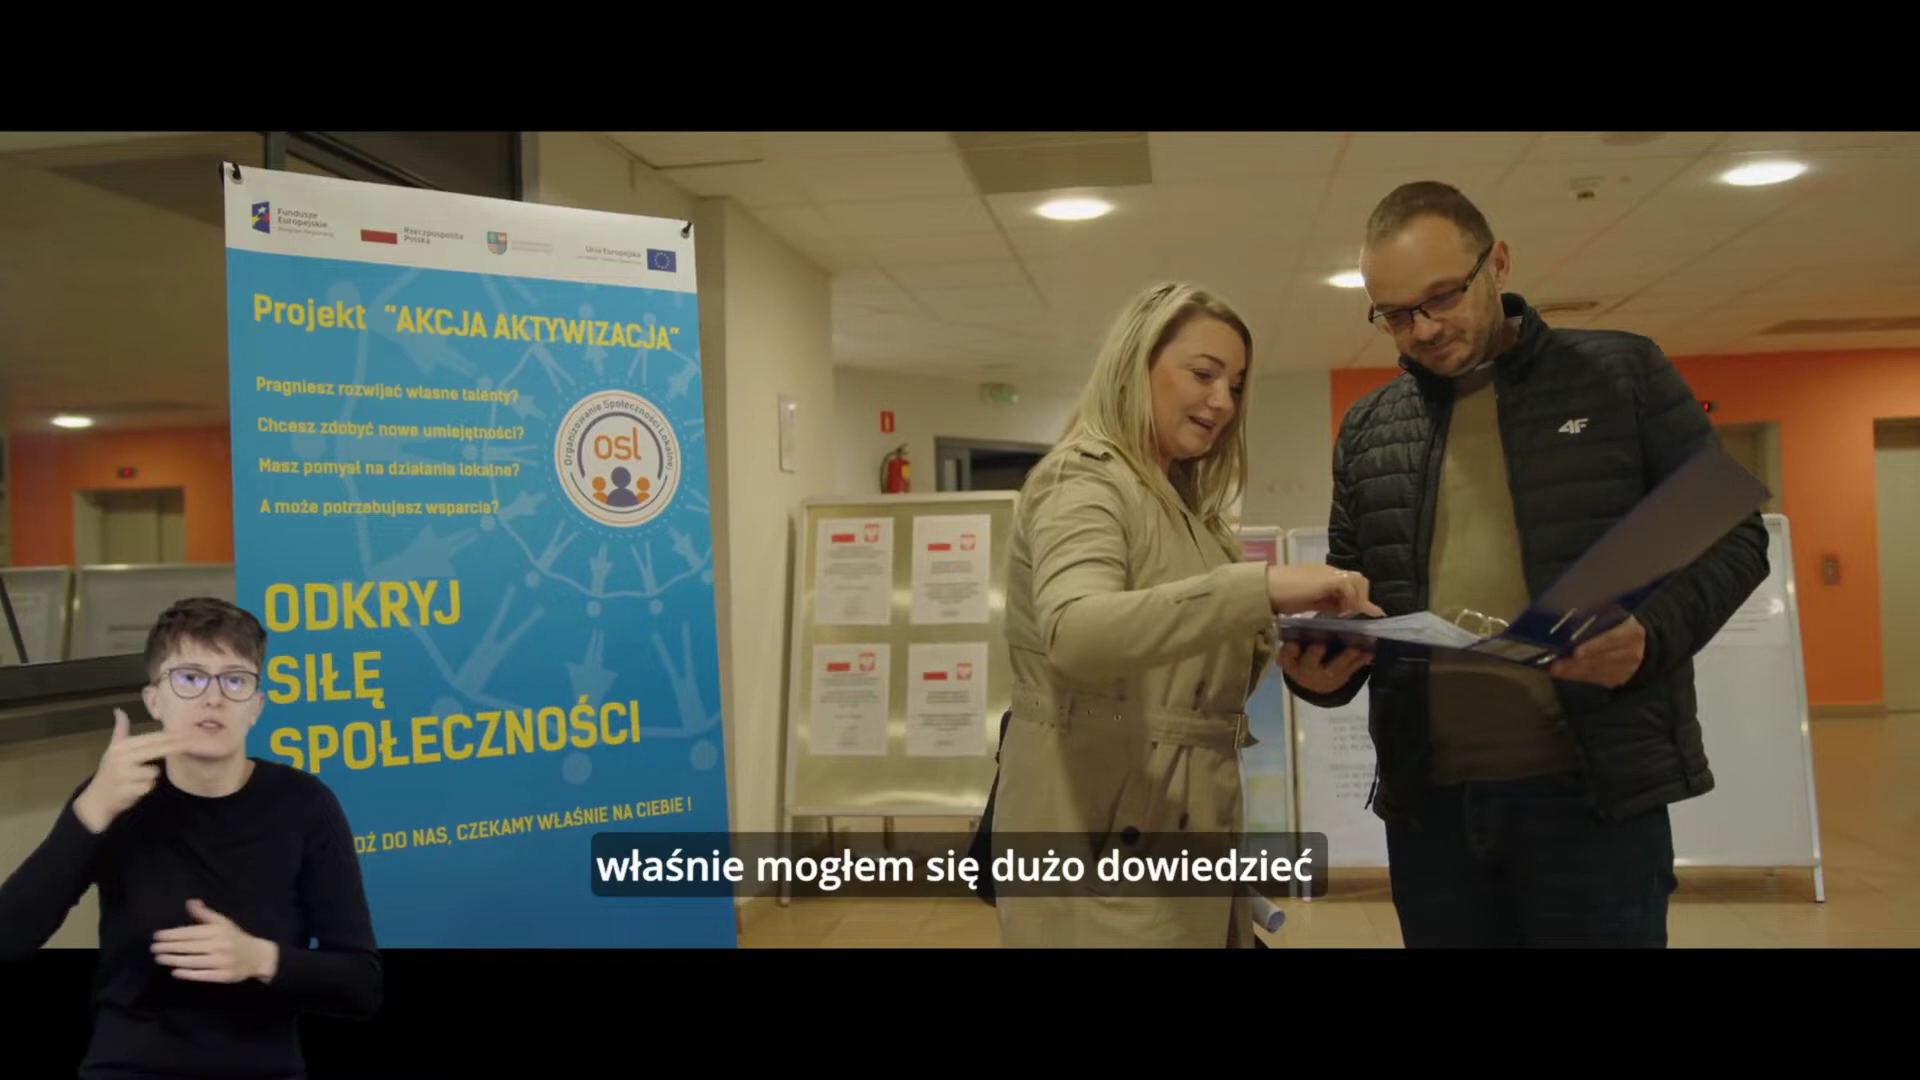 Fundusze
Europejskie
Rzeczpospolita
Polska
Unia Europejska
Projekt "AKCJA AKTYWIZACJA"
Pragniesz rozwijać własne talenty?
Chcesz zdobyć nowe umiejętności?
Masz pomysł na działania lokalne?
A może potrzebujesz wsparcia?
Organizowanie Społeczności Lokalnej
osl
ODKRYJ
SIŁĘ
SPOŁECZNOŚCI
DŹ DO NAS, CZEKAMY WŁAŚNIE NA CIEBIE !
4F
właśnie mogłem się dużo dowiedzieć